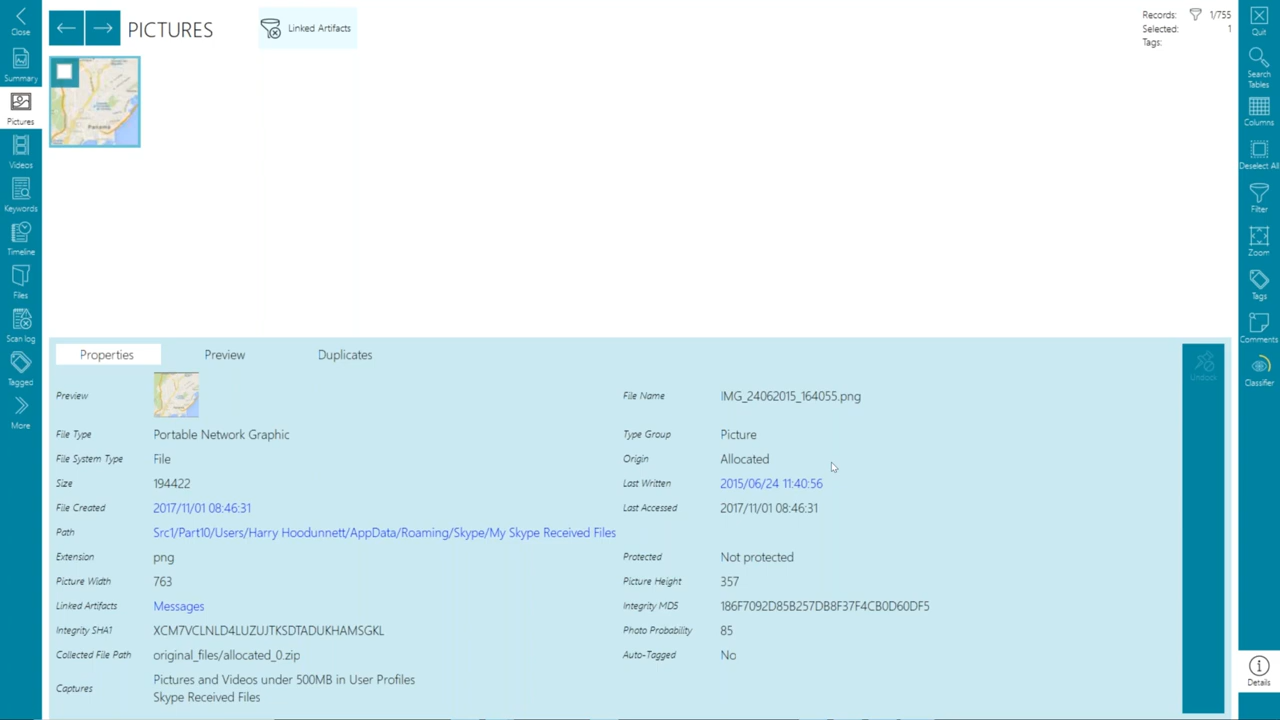 Close
Summary
Pictures
Videos
Keywords
Timeline
Files
Scan log
Tagged
More
PICTURES
Linked Artifacts
Records: 1/755
Selected: 1
Tags:
Panama
Properties
Preview
Duplicates
Preview
File Name IMG_24062015_164055.png
File Type Portable Network Graphic
Type Group Picture
File System Type File
Origin Allocated
Size 194422
Last Written 2015/06/24 11:40:56
File Created 2017/11/01 08:46:31
Last Accessed 2017/11/01 08:46:31
Path Src1/Part10/Users/Harry Hoodunnett/AppData/Roaming/Skype/My Skype Received Files
Extension png
Protected Not protected
Picture Width 763
Picture Height 357
Linked Artifacts Messages
Integrity MD5 186F7092D85B257DB8F37F4CB0D60DF5
Integrity SHA1 XCM7VCLNLD4LUZUJTKSDTADUKHAMSGKL
Photo Probability 85
Collected File Path original_files/allocated_0.zip
Auto-Tagged No
Captures Pictures and Videos under 500MB in User Profiles
Skype Received Files
Undock
Quit
Search
Tables
Columns
Deselect All
Filter
Zoom
Tags
Comments
Classifier
Details